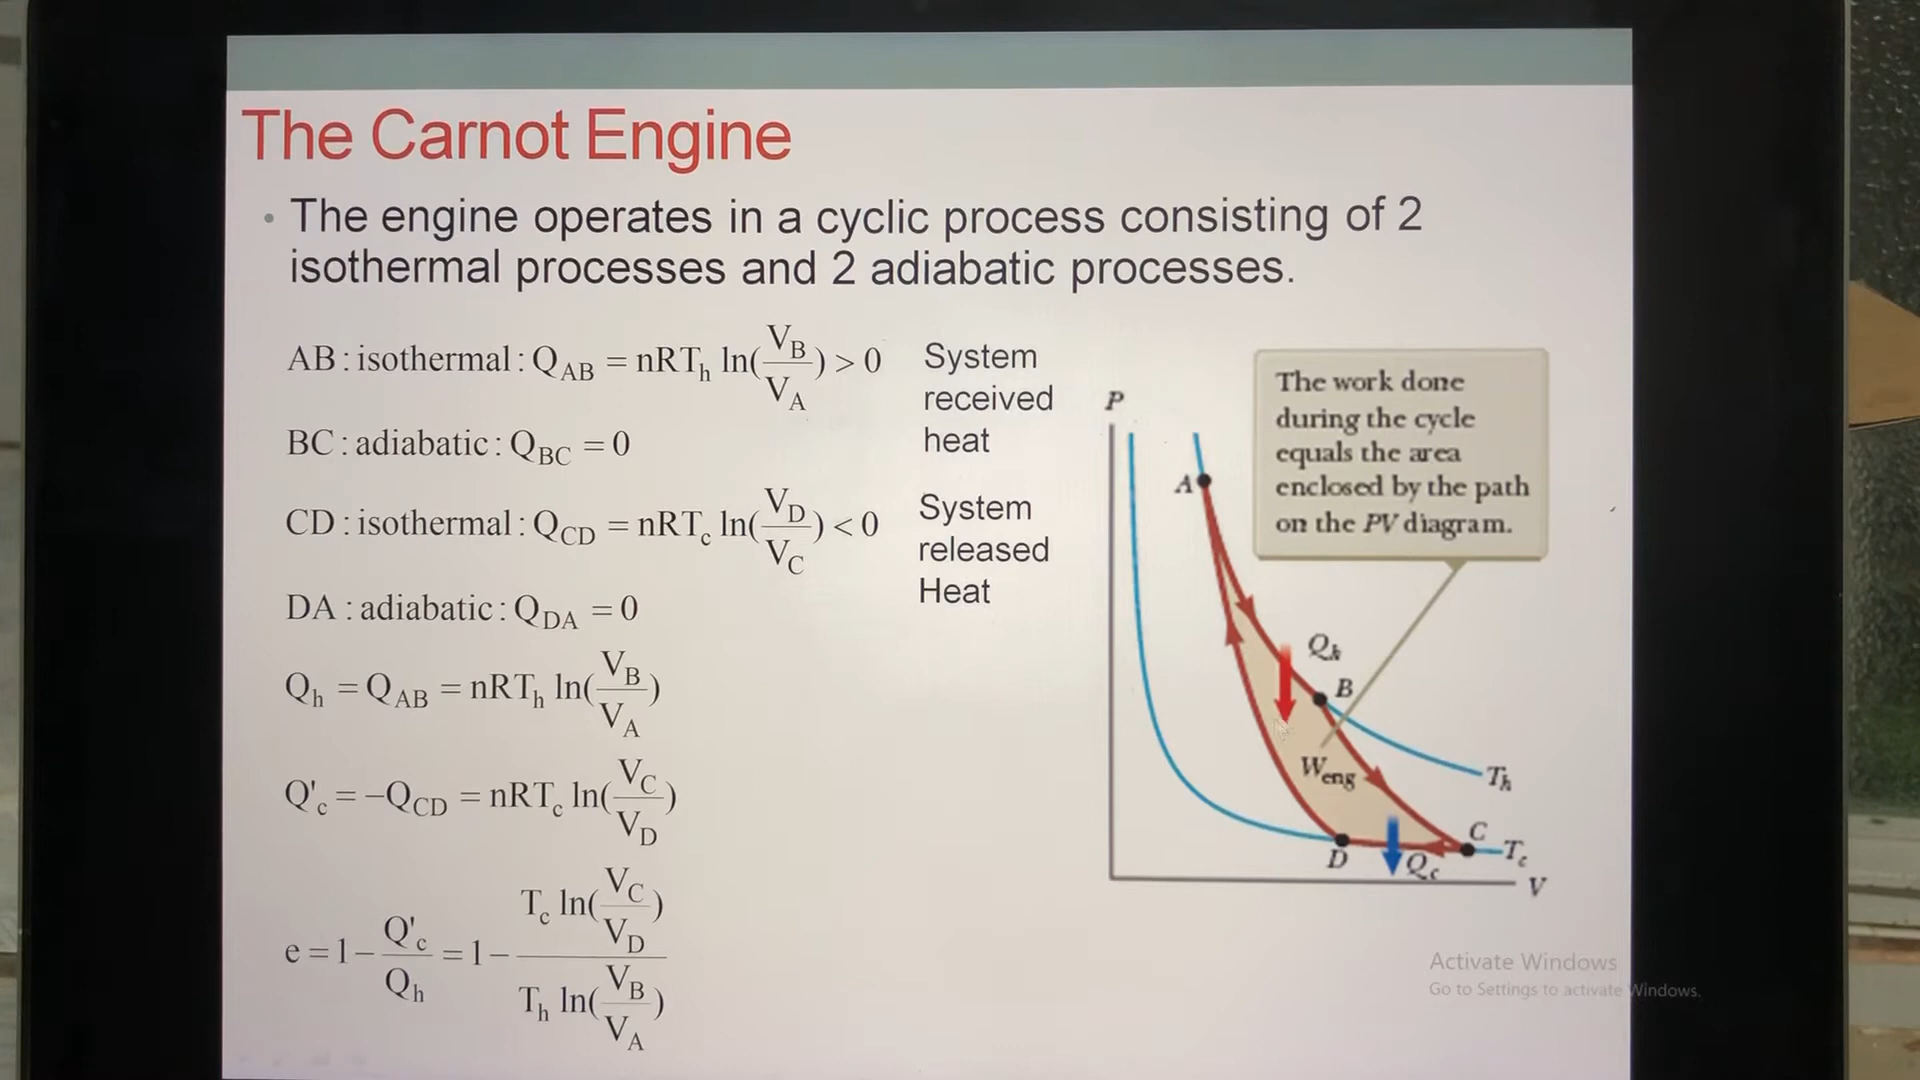 The Carnot Engine
• The engine operates in a cyclic process consisting of 2
isothermal processes and 2 adiabatic processes.
AB : isothermal : Q_AB = nRT_h ln(V_B/V_A) > 0
System
received
heat
BC : adiabatic : Q_BC = 0
CD : isothermal : Q_CD = nRT_c ln(V_D/V_C) < 0
System
released
Heat
DA : adiabatic : Q_DA = 0
Q_h = Q_AB = nRT_h ln(V_B/V_A)
Q'_c = −Q_CD = nRT_c ln(V_C/V_D)
e = 1 − Q'_c/Q_h = 1 − T_c ln(V_C/V_D) / T_h ln(V_B/V_A)
The work done
during the cycle
equals the area
enclosed by the path
on the PV diagram.
P
A
Q_h
B
W_eng
T_h
C
T_c
D
Q_c
V
Activate Windows
Go to Settings to activate Windows.